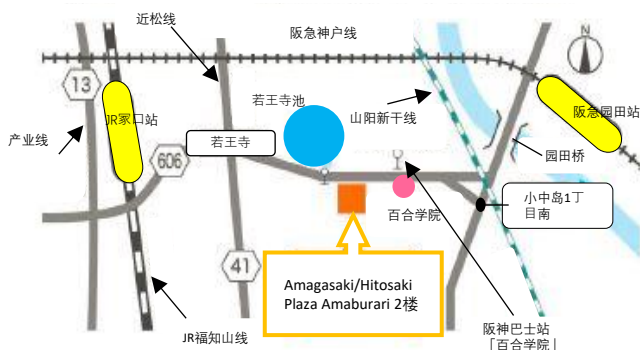 近松线
阪急神户线
N
13
若王寺池
山阳新干线
阪急园田站
JR冢口站
产业线
若王寺
园田桥
606
小中岛1丁
目南
百合学院
41
Amagasaki/Hitosaki
Plaza Amaburari 2楼
JR福知山线
阪神巴士站
「百合学院」